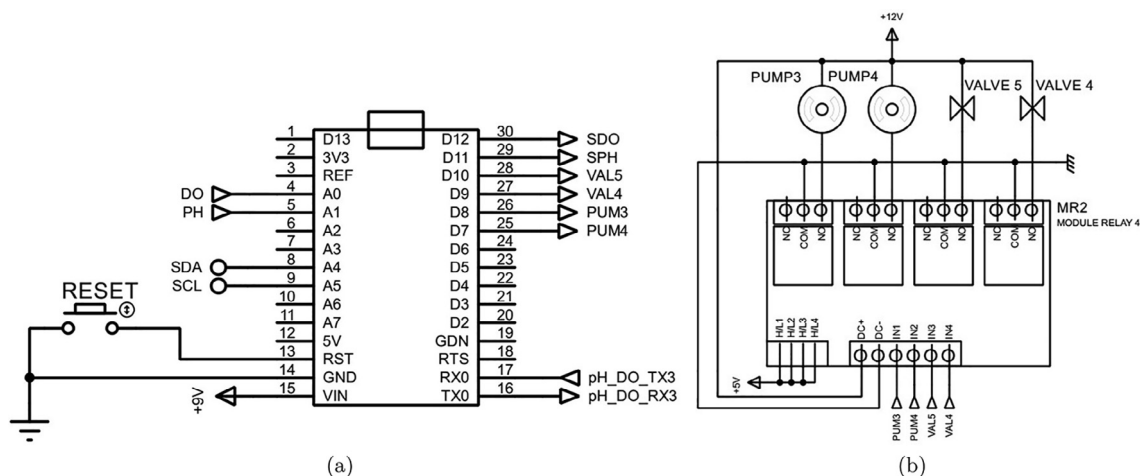 1 D13 D12 30 SDO
2 3V3 D11 29 SPH
3 REF D10 28 VAL5
DO 4 A0 D9 27 VAL4
PH 5 A1 D8 26 PUM3
6 A2 D7 25 PUM4
7 A3 D6 24
SDA 8 A4 D5 23
SCL 9 A5 D4 22
RESET
10 A6 D3 21
11 A7 D2 20
12 5V GDN 19
13 RST RTS 18
14 GND RX0 17 pH_DO_TX3
+9V 15 VIN TX0 16 pH_DO_RX3
(a)
+12V
PUMP3 PUMP4
VALVE 5 VALVE 4
MR2
MODULE RELAY 4
NC COM NO NC COM NO NC COM NO NC COM NO
H/L1 H/L2 H/L3 H/L4
DC+ DC- IN1 IN2 IN3 IN4
+5V
PUM3 PUM4 VAL5 VAL4
(b)